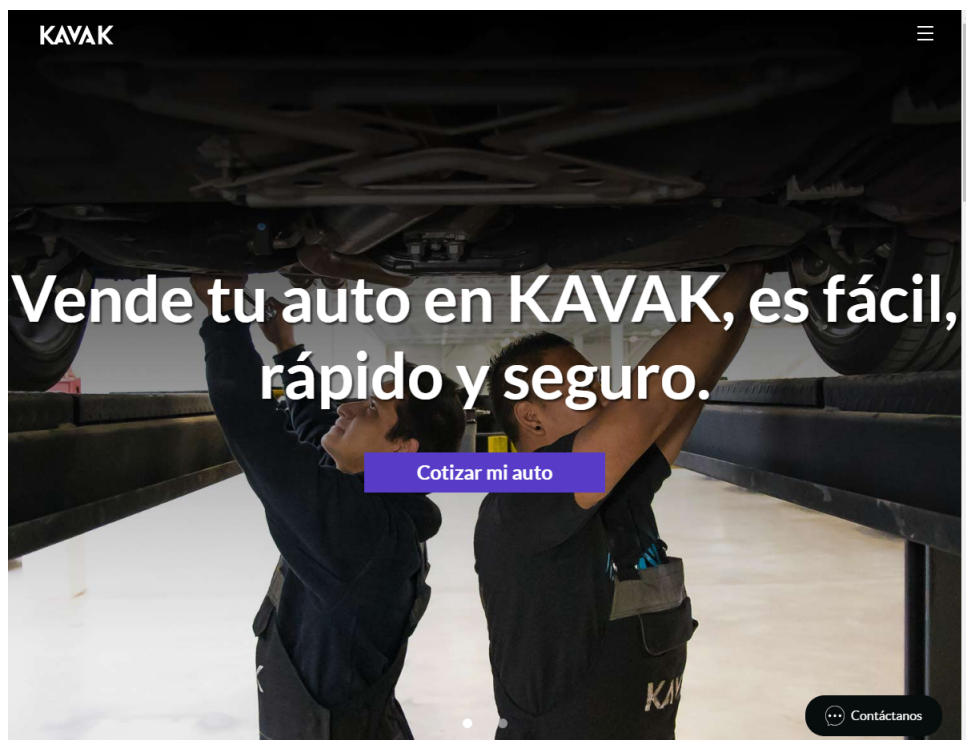 KAVAK
Vende tu auto en KAVAK, es fácil,
rápido y seguro.
Cotizar mi auto
Contáctanos